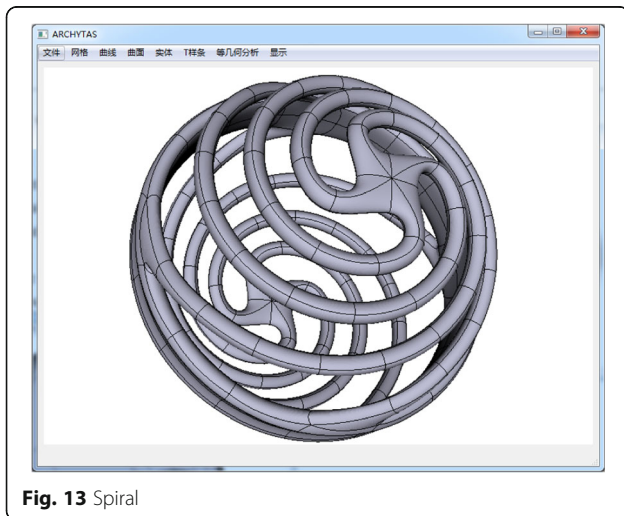 ARCHYTAS
文件 网格 曲线 曲面 实体 T样条 等几何分析 显示
Fig. 13 Spiral